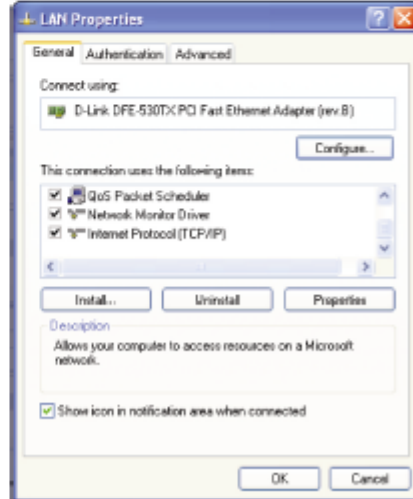 LAN Properties
General Authentication Advanced
Connect using:
D-Link DFE-530TX PCI Fast Ethernet Adapter (rev.B)
Configure...
This connection uses the following items:
QoS Packet Scheduler
Network Monitor Driver
Internet Protocol (TCP/IP)
Install... Uninstall Properties
Description
Allows your computer to access resources on a Microsoft
network.
Show icon in notification area when connected
OK Cancel